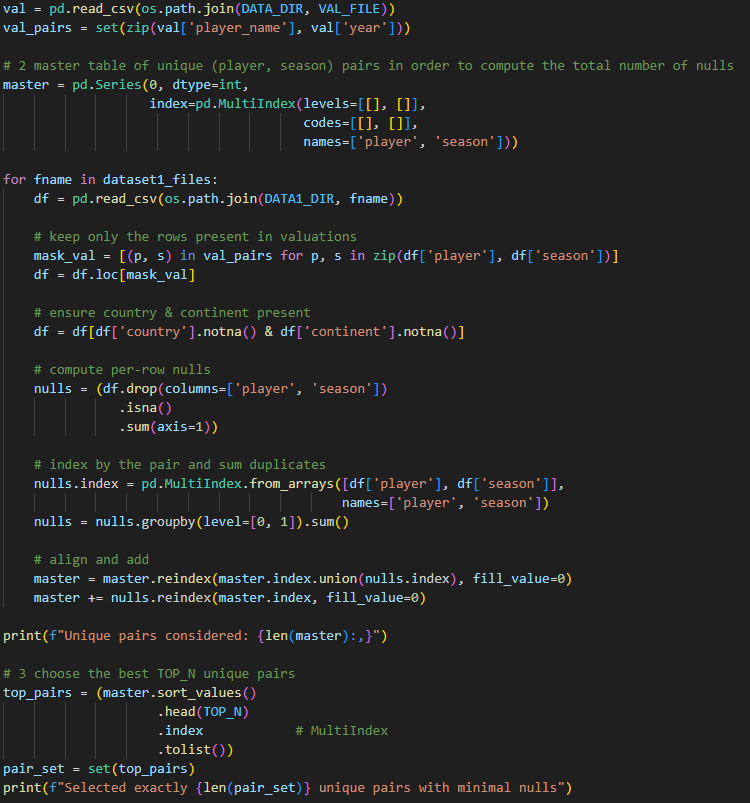 val = pd.read_csv(os.path.join(DATA_DIR, VAL_FILE))
val_pairs = set(zip(val['player_name'], val['year']))

# 2 master table of unique (player, season) pairs in order to compute the total number of nulls
master = pd.Series(0, dtype=int,
                   index=pd.MultiIndex(levels=[[], []],
                                       codes=[[], []],
                                       names=['player', 'season']))

for fname in dataset1_files:
    df = pd.read_csv(os.path.join(DATA1_DIR, fname))

    # keep only the rows present in valuations
    mask_val = [(p, s) in val_pairs for p, s in zip(df['player'], df['season'])]
    df = df.loc[mask_val]

    # ensure country & continent present
    df = df[df['country'].notna() & df['continent'].notna()]

    # compute per-row nulls
    nulls = (df.drop(columns=['player', 'season'])
               .isna()
               .sum(axis=1))

    # index by the pair and sum duplicates
    nulls.index = pd.MultiIndex.from_arrays([df['player'], df['season']],
                                            names=['player', 'season'])
    nulls = nulls.groupby(level=[0, 1]).sum()

    # align and add
    master = master.reindex(master.index.union(nulls.index), fill_value=0)
    master += nulls.reindex(master.index, fill_value=0)

print(f"Unique pairs considered: {len(master):,}")

# 3 choose the best TOP_N unique pairs
top_pairs = (master.sort_values()
                    .head(TOP_N)
                    .index            # MultiIndex
                    .tolist())
pair_set = set(top_pairs)
print(f"Selected exactly {len(pair_set)} unique pairs with minimal nulls")